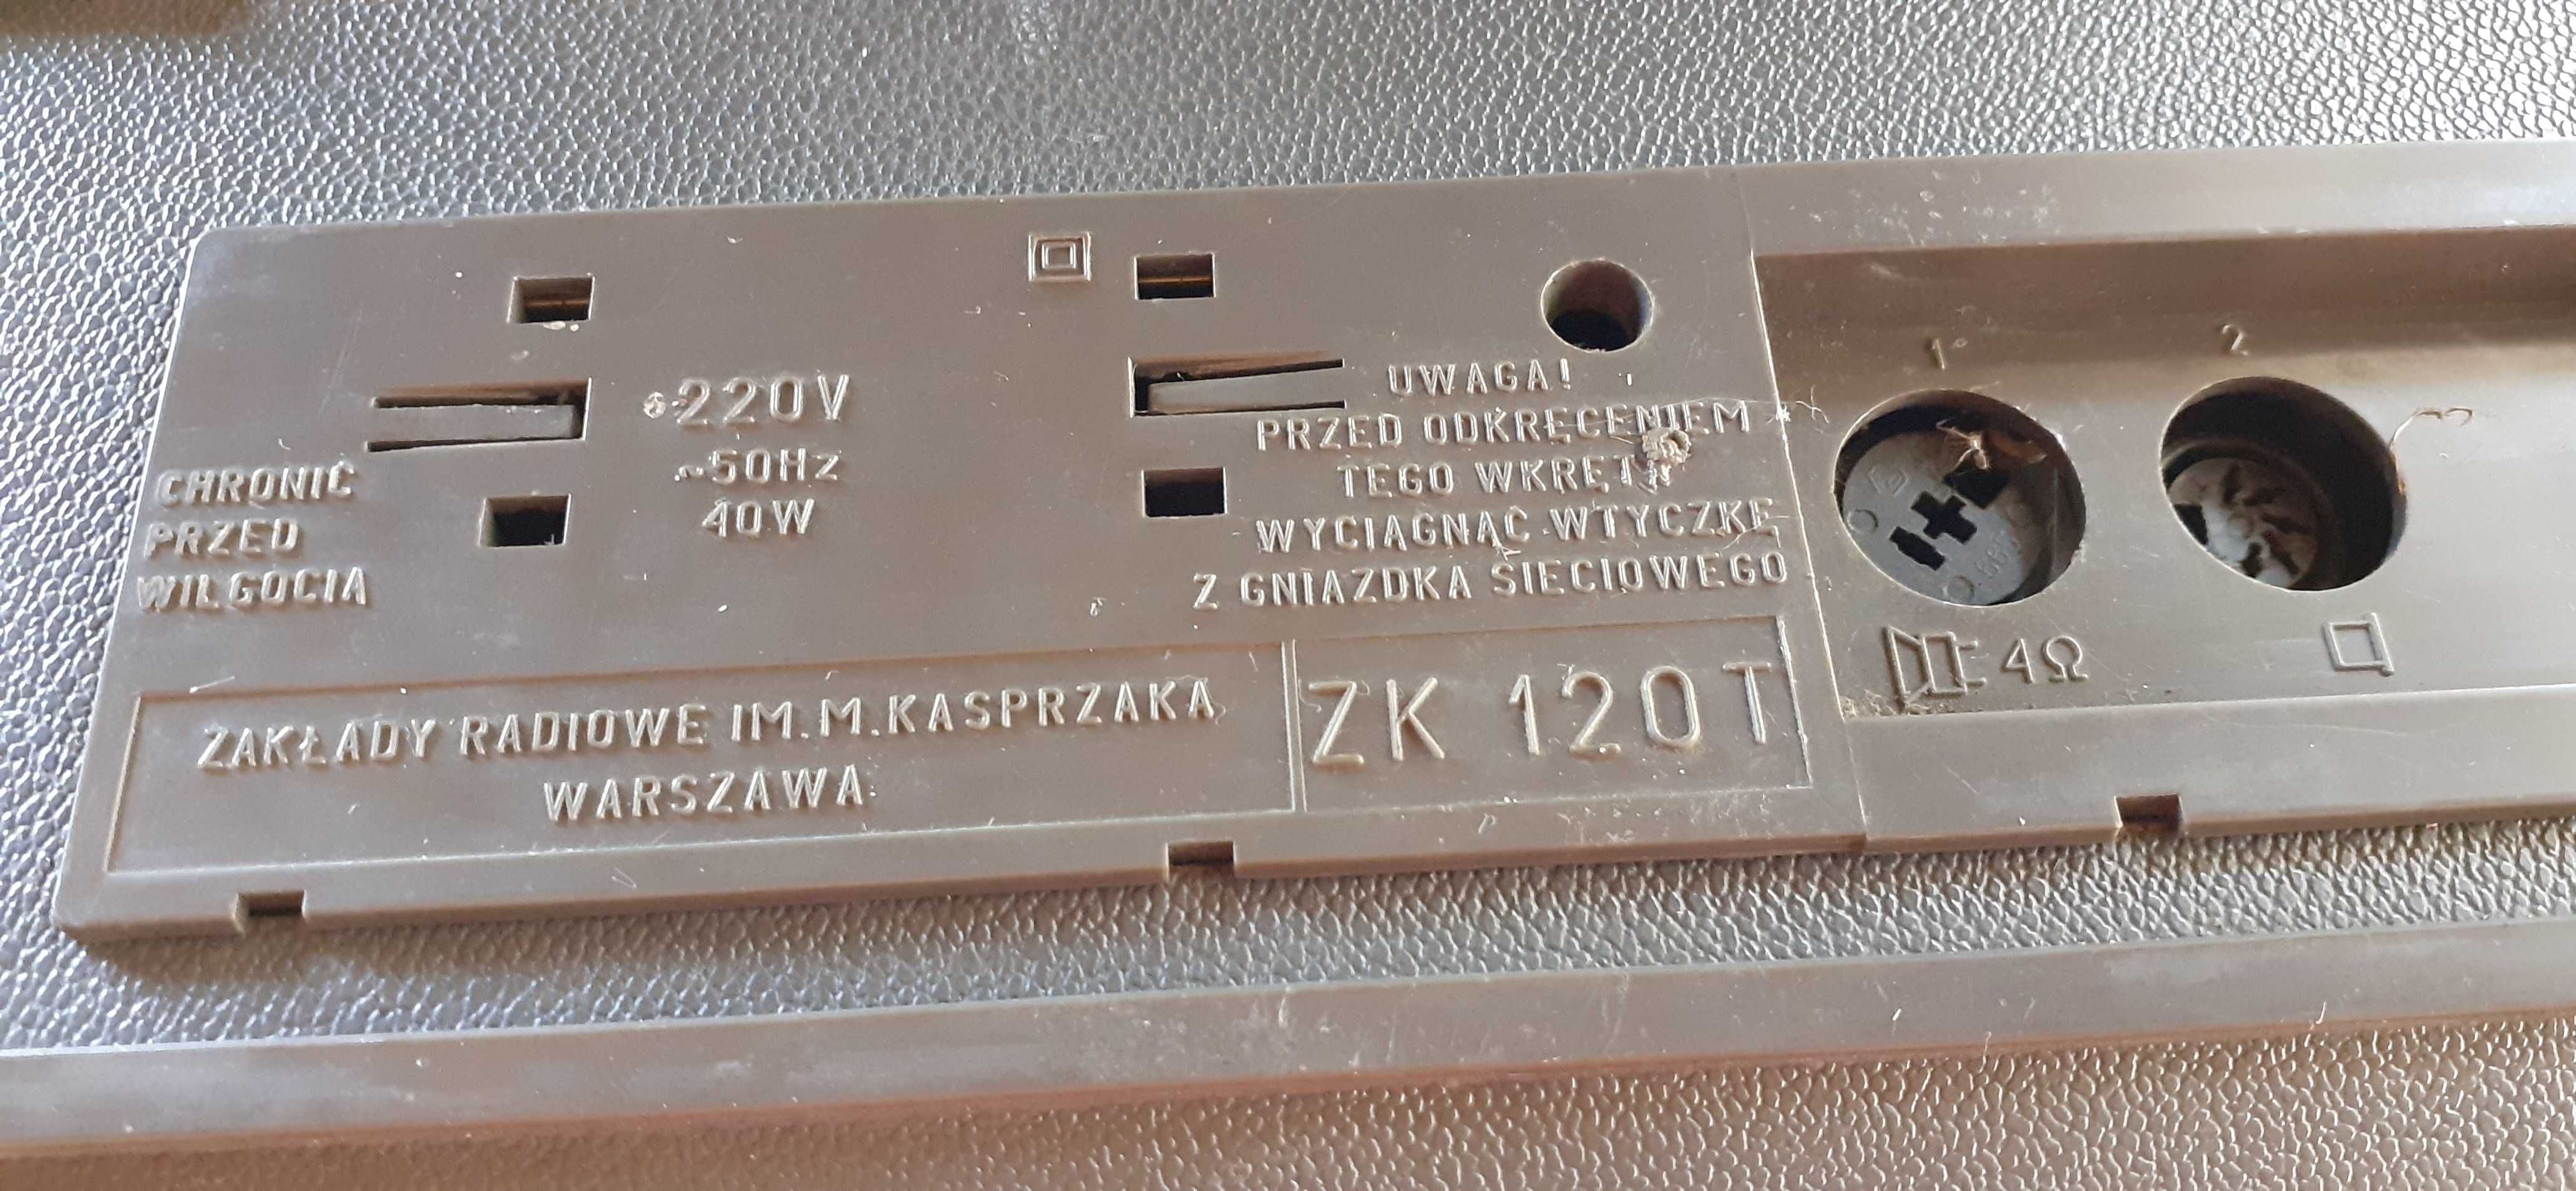 220V
~50Hz
40W
CHRONIĆ
PRZED
WILGOCIĄ
UWAGA!
PRZED ODKRĘCENIEM
TEGO WKRĘTU
WYCIĄGNĄĆ WTYCZKĘ
Z GNIAZDKA SIECIOWEGO
ZAKŁADY RADIOWE IM. M. KASPRZAKA
WARSZAWA
ZK 120T
1
2
4Ω